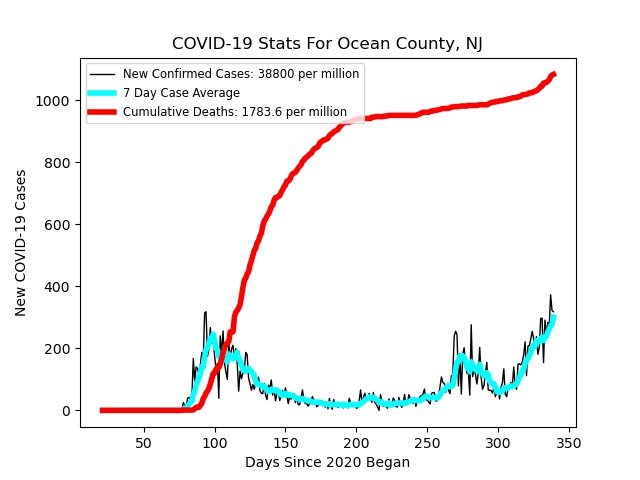 COVID-19 Stats For Ocean County, NJ
New Confirmed Cases: 38800 per million
7 Day Case Average
Cumulative Deaths: 1783.6 per million
New COVID-19 Cases
1000
800
600
400
200
0
50 100 150 200 250 300 350
Days Since 2020 Began